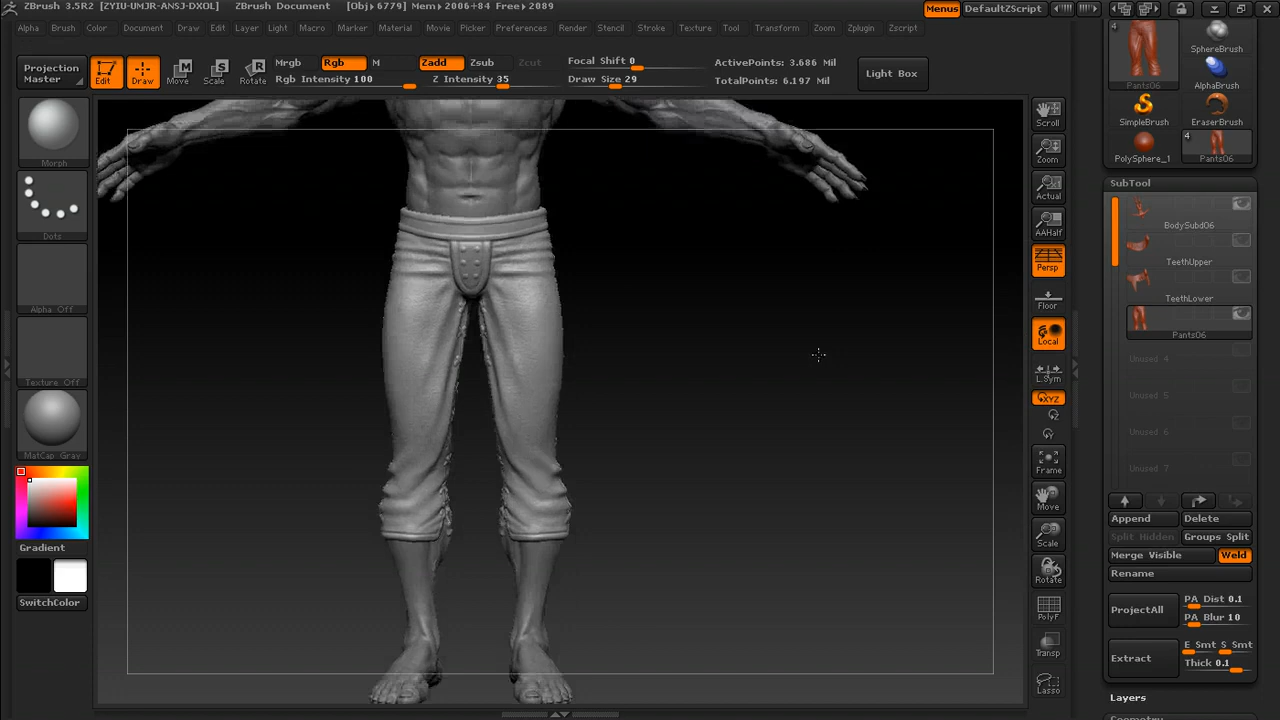 ZBrush 3.5R2 [ZYIU-UMJR-ANSJ-DXOL] ZBrush Document [Obj▸6779] Mem▸2006+84 Free▸2089 Menus DefaultZScript
Alpha Brush Color Document Draw Edit Layer Light Macro Marker Material Movie Picker Preferences Render Stencil Stroke Texture Tool Transform Zoom Zplugin Zscript
Projection Master
Edit
Draw
Move
Scale
Rotate
Mrgb Rgb M
Rgb Intensity 100
Zadd Zsub Zcut
Z Intensity 35
Focal Shift 0
Draw Size 29
ActivePoints: 3.686 Mil
TotalPoints: 6.197 Mil
Light Box
Morph
Dots
Alpha Off
Texture Off
MatCap Gray
Gradient
SwitchColor
Scroll
Zoom
Actual
AAHalf
Persp
Floor
Local
L.Sym
XYZ
Z
Y
Frame
Move
Scale
Rotate
PolyF
Transp
Lasso
4
Pants06
SphereBrush
AlphaBrush
SimpleBrush
EraserBrush
PolySphere_1
4
Pants06
SubTool
BodySubd06
TeethUpper
TeethLower
Pants06
Unused 4
Unused 5
Unused 6
Unused 7
Append Delete
Split Hidden Groups Split
Merge Visible Weld
Rename
ProjectAll
PA Dist 0.1
PA Blur 10
Extract
E Smt S Smt
Thick 0.1
Layers
Geometry